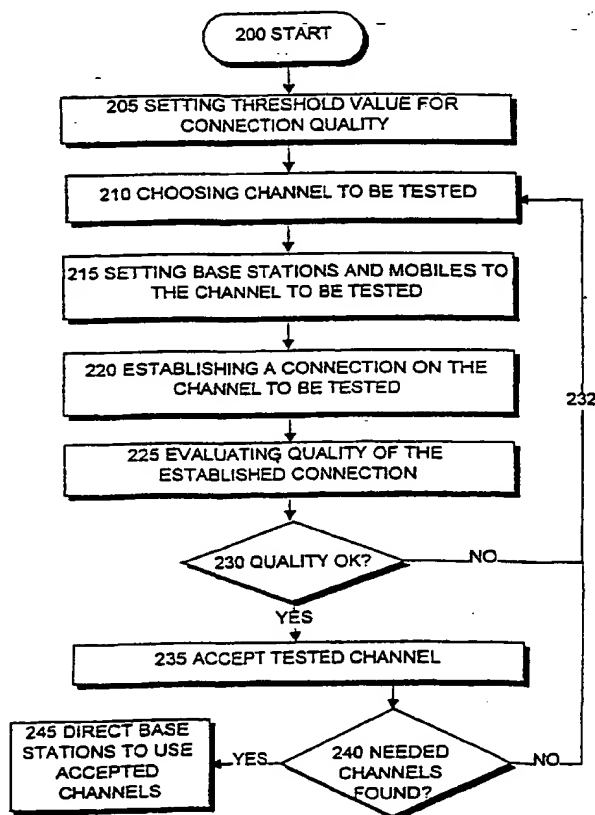 200 START
205 SETTING THRESHOLD VALUE FOR
CONNECTION QUALITY
210 CHOOSING CHANNEL TO BE TESTED
215 SETTING BASE STATIONS AND MOBILES TO
THE CHANNEL TO BE TESTED
220 ESTABLISHING A CONNECTION ON THE
CHANNEL TO BE TESTED
232
225 EVALUATING QUALITY OF THE
ESTABLISHED CONNECTION
230 QUALITY OK?
NO
YES
235 ACCEPT TESTED CHANNEL
245 DIRECT BASE
STATIONS TO USE
ACCEPTED
CHANNELS
YES
240 NEEDED
CHANNELS
FOUND?
NO